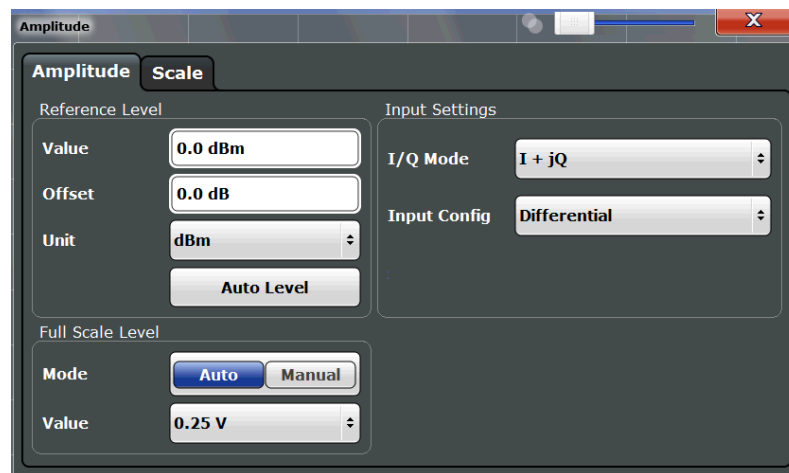 Amplitude
X
Amplitude Scale
Reference Level
Value 0.0 dBm
Offset 0.0 dB
Unit dBm
Auto Level
Input Settings
I/Q Mode I + jQ
Input Config Differential
Full Scale Level
Mode Auto Manual
Value 0.25 V